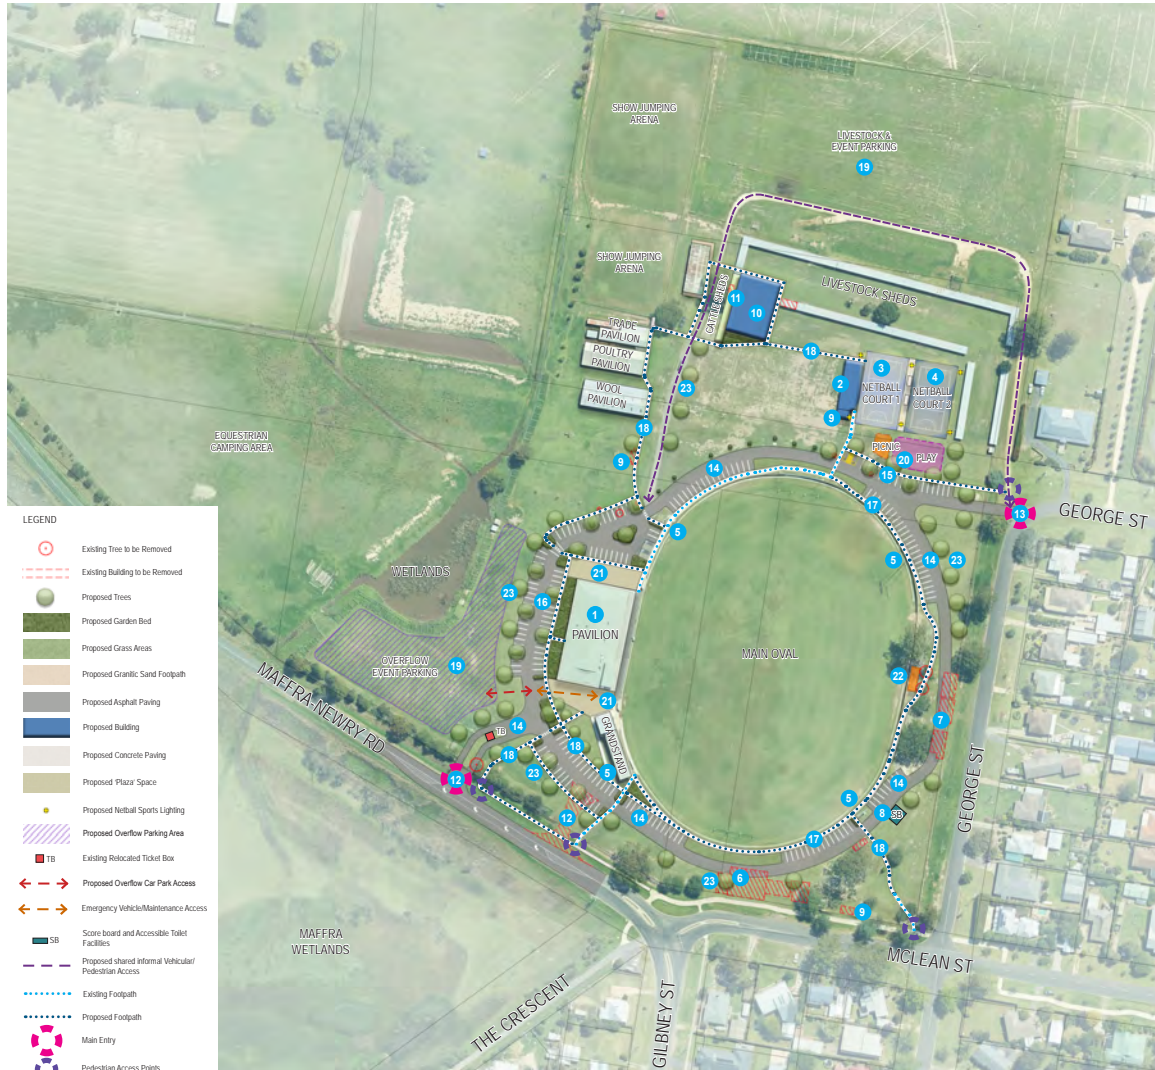 SHOW JUMPING
ARENA
LIVESTOCK &
EVENT PARKING
19
SHOW JUMPING
ARENA
LIVESTOCK SHEDS
CATTLE SHEDS
11
10
TRADE
PAVILION
POULTRY
PAVILION
WOOL
PAVILION
18
23
2
3
NETBALL
COURT 1
4
NETBALL
COURT 2
9
18
9
EQUESTRIAN
CAMPING AREA
PICNIC
20
PLAY
15
14
17
5
13
GEORGE ST
5
14
23
WETLANDS
23
16
21
1
PAVILION
MAIN OVAL
OVERFLOW
EVENT PARKING
19
22
21
7
MAFFRA-NEWRY RD
TB
14
18
18
GRANDSTAND
5
23
12
12
14
5
14
8
SB
17
18
GEORGE ST
23
6
9
MCLEAN ST
MAFFRA
WETLANDS
THE CRESCENT
GILBNEY ST
LEGEND
Existing Tree to be Removed
Existing Building to be Removed
Proposed Trees
Proposed Garden Bed
Proposed Grass Areas
Proposed Granitic Sand Footpath
Proposed Asphalt Paving
Proposed Building
Proposed Concrete Paving
Proposed 'Plaza' Space
Proposed Netball Sports Lighting
Proposed Overflow Parking Area
TB
Existing Relocated Ticket Box
Proposed Overflow Car Park Access
Emergency Vehicle/Maintenance Access
SB
Score board and Accessible Toilet
Facilities
Proposed shared informal Vehicular/
Pedestrian Access
Existing Footpath
Proposed Footpath
Main Entry
Pedestrian Access Points